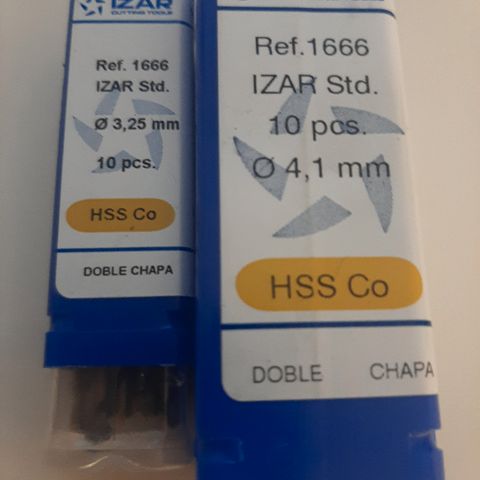 IZAR
CUTTING TOOLS
Ref. 1666
IZAR Std.
Ø 3,25 mm
10 pcs.
HSS Co
DOBLE CHAPA
Ref.1666
IZAR Std.
10 pcs.
Ø 4,1 mm
HSS Co
DOBLE CHAPA